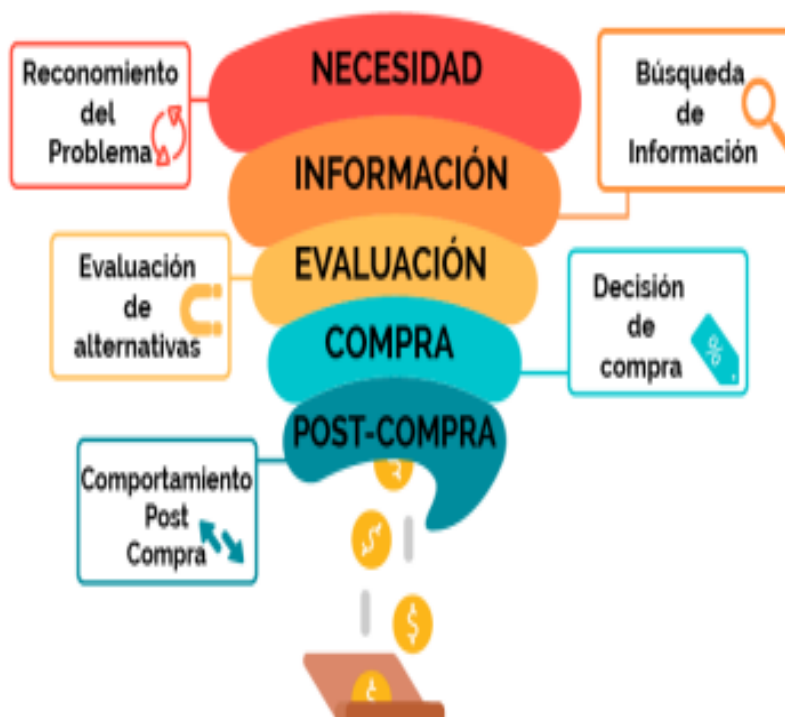 NECESIDAD
Reconomiento
del
Problema
Búsqueda
de
Información
INFORMACIÓN
EVALUACIÓN
Evaluación
de
alternativas
Decisión
de
compra
%
COMPRA
POST-COMPRA
Comportamiento
Post
Compra
$
$
$